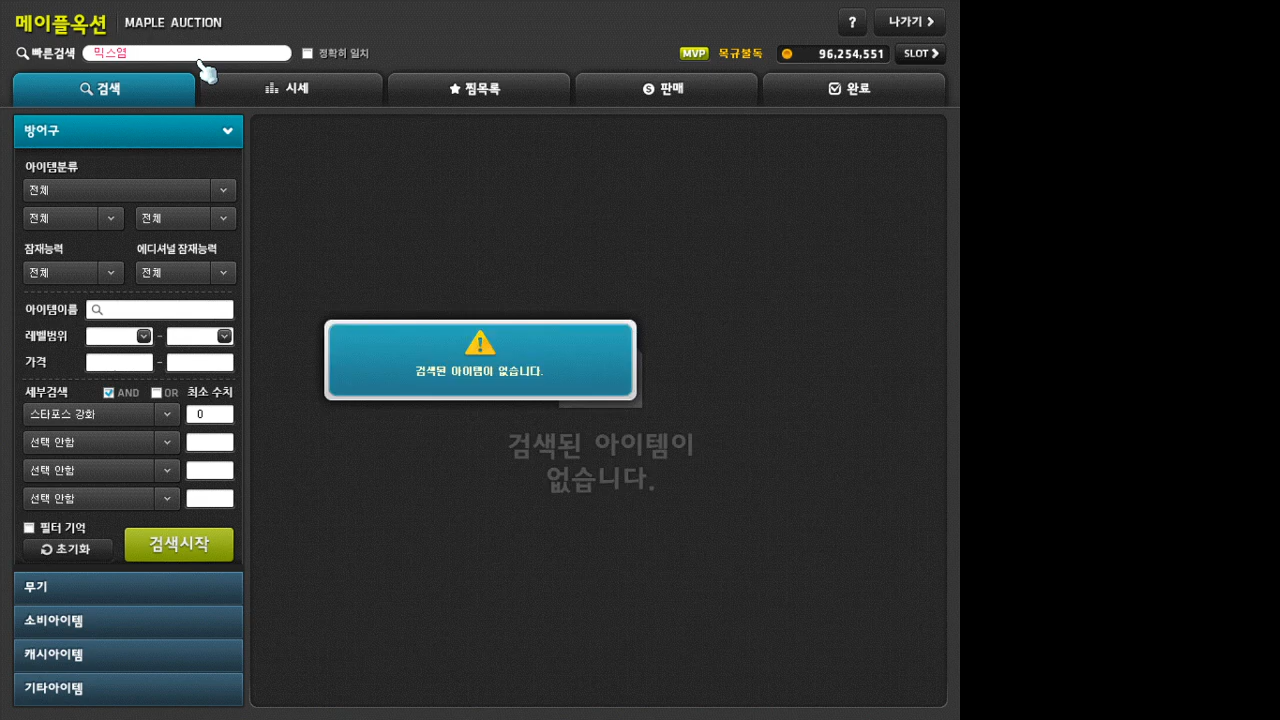 메이플옥션 MAPLE AUCTION ? 나가기
빠른검색 믹스염 정확히 일치 MVP 목규불독 96,254,551 SLOT
검색 시세 찜목록 판매 완료
방어구
아이템분류
전체
전체 전체
잠재능력 에디셔널 잠재능력
전체 전체
아이템이름
레벨범위 -
가격 -
세부검색 AND OR 최소 수치
스타포스 강화 0
선택 안함
선택 안함
선택 안함
필터 기억
초기화 검색시작
무기
소비아이템
캐시아이템
기타아이템
검색된 아이템이 없습니다.
검색된 아이템이
없습니다.